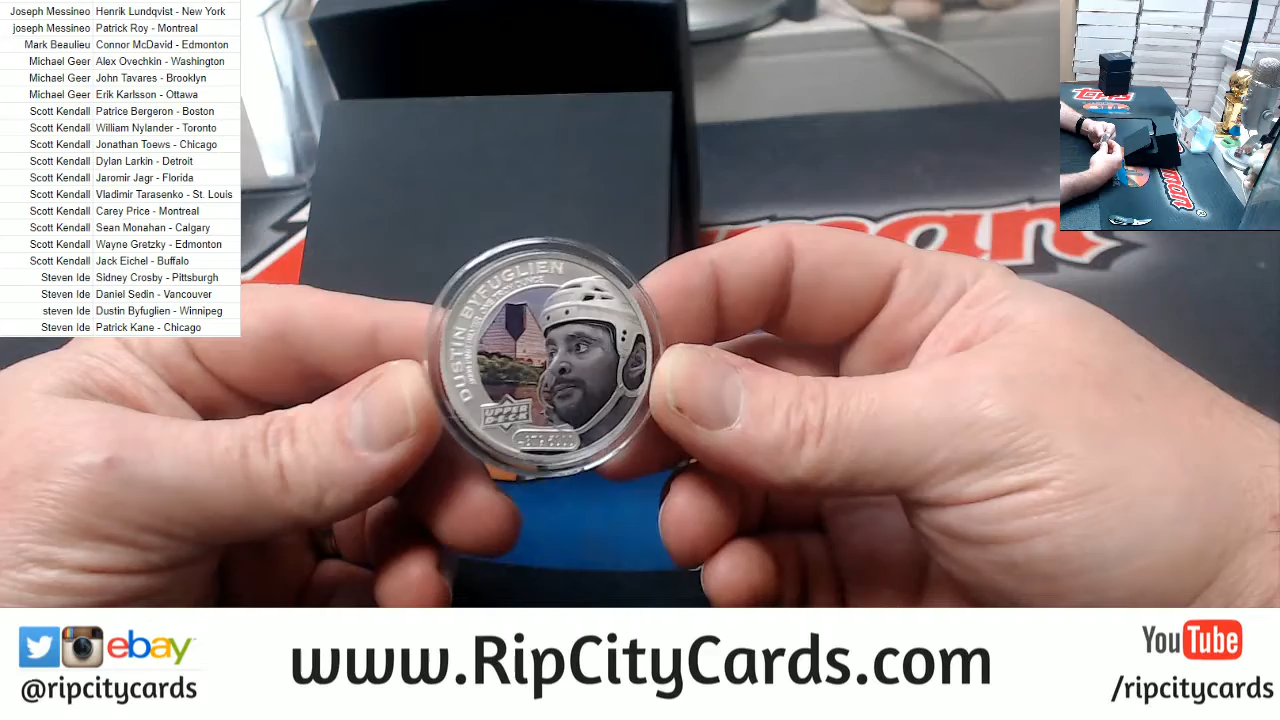 Joseph Messineo Henrik Lundqvist - New York
joseph Messineo Patrick Roy - Montreal
Mark Beaulieu Connor McDavid - Edmonton
Michael Geer Alex Ovechkin - Washington
Michael Geer John Tavares - Brooklyn
Michael Geer Erik Karlsson - Ottawa
Scott Kendall Patrice Bergeron - Boston
Scott Kendall William Nylander - Toronto
Scott Kendall Jonathan Toews - Chicago
Scott Kendall Dylan Larkin - Detroit
Scott Kendall Jaromir Jagr - Florida
Scott Kendall Vladimir Tarasenko - St. Louis
Scott Kendall Carey Price - Montreal
Scott Kendall Sean Monahan - Calgary
Scott Kendall Wayne Gretzky - Edmonton
Scott Kendall Jack Eichel - Buffalo
Steven Ide Sidney Crosby - Pittsburgh
Steven Ide Daniel Sedin - Vancouver
steven Ide Dustin Byfuglien - Winnipeg
Steven Ide Patrick Kane - Chicago
TOPPS
man
DUSTIN BYFUGLIEN
UPPER
DECK
ebay
@ripcitycards
www.RipCityCards.com
YouTube
/ripcitycards